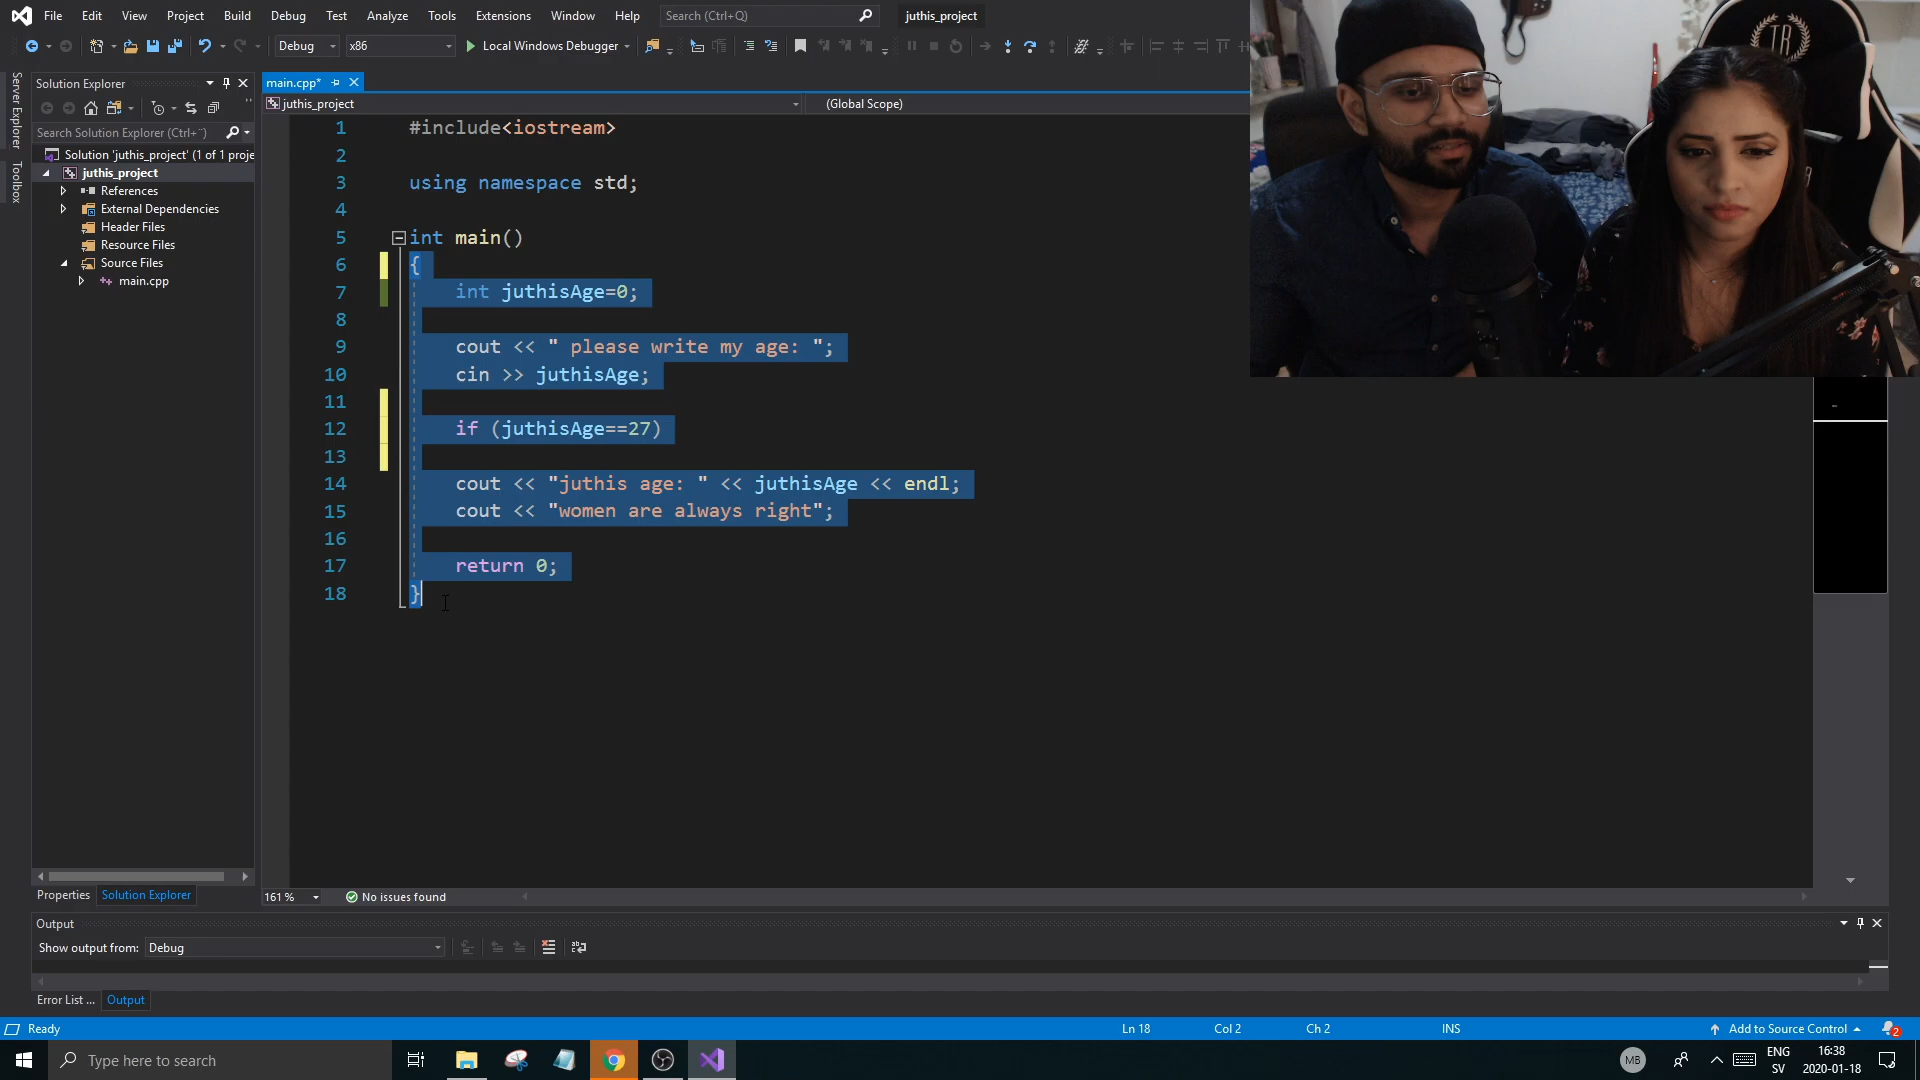 File Edit View Project Build Debug Test Analyze Tools Extensions Window Help Search (Ctrl+Q) juthis_project
Debug x86 Local Windows Debugger
Server Explorer
Toolbox
Solution Explorer
Search Solution Explorer (Ctrl+¨)
Solution 'juthis_project' (1 of 1 proje
juthis_project
References
External Dependencies
Header Files
Resource Files
Source Files
main.cpp
Properties Solution Explorer
main.cpp*
juthis_project (Global Scope)
1 #include<iostream>
2
3 using namespace std;
4
5 int main()
6 {
7 int juthisAge=0;
8
9 cout << " please write my age: ";
10 cin >> juthisAge;
11
12 if (juthisAge==27)
13
14 cout << "juthis age: " << juthisAge << endl;
15 cout << "women are always right";
16
17 return 0;
18 }
TR
161 % No issues found
Output
Show output from: Debug
Error List ... Output
Ready Ln 18 Col 2 Ch 2 INS Add to Source Control 2
Type here to search MB ENG SV 16:38 2020-01-18